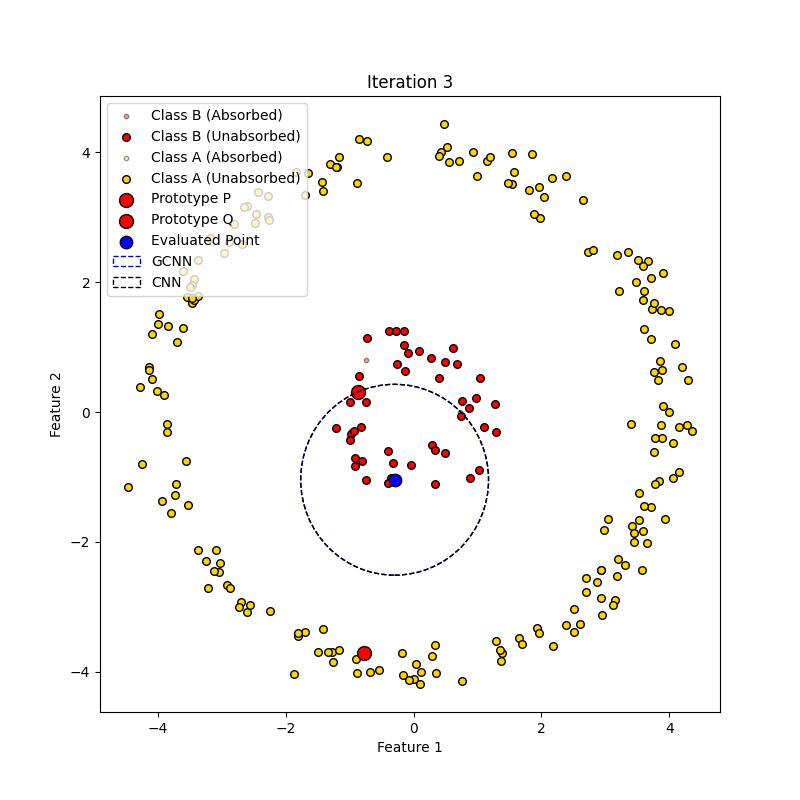 Iteration 3
Class B (Absorbed)
Class B (Unabsorbed)
Class A (Absorbed)
Class A (Unabsorbed)
Prototype P
Prototype Q
Evaluated Point
GCNN
CNN
4
2
0
−2
−4
Feature 2
−4 −2 0 2 4
Feature 1